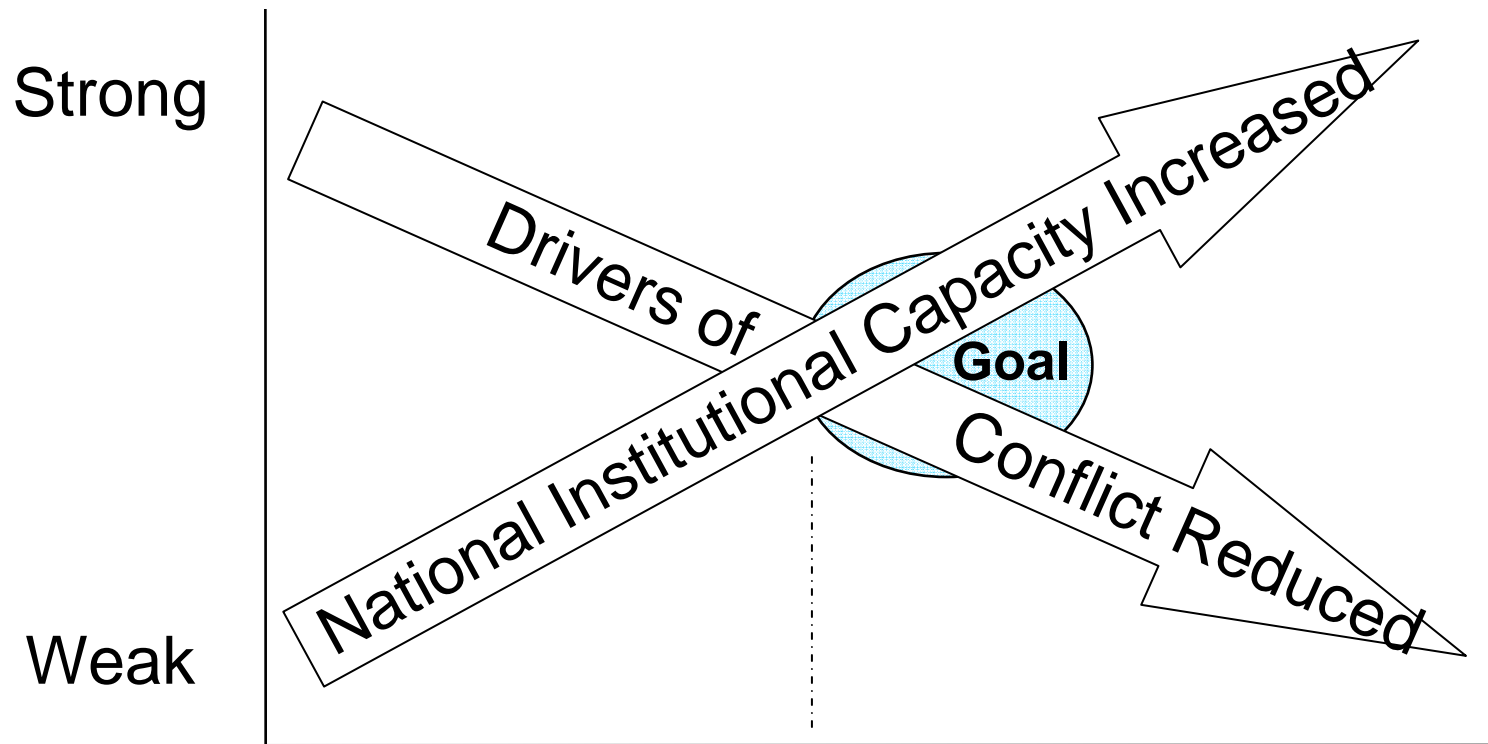 Strong
Drivers of
Conflict Reduced
National Institutional Capacity Increased
Goal
Weak